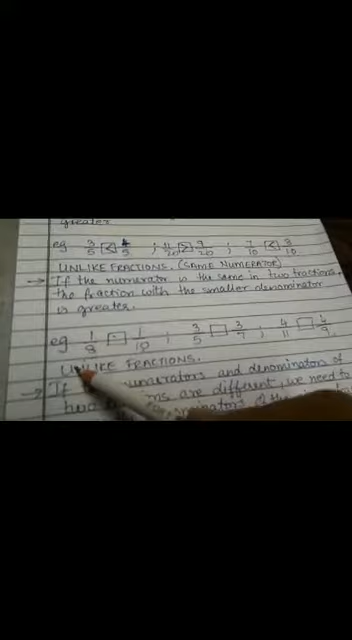 greater
eg 3/5 < 4/5 ; 11/20 > 9/20 ; 7/10 < 8/10
UNLIKE FRACTIONS. (SAME NUMERATOR)
→ If the numerator is the same in two fractions,
the fraction with the smaller denominator
is greater.
eg 1/8 □ 1/10 ; 3/5 □ 3/7 ; 4/11 □ 4/9
UNLIKE FRACTIONS.
→ If numerators and denominators of
two are different, we need to